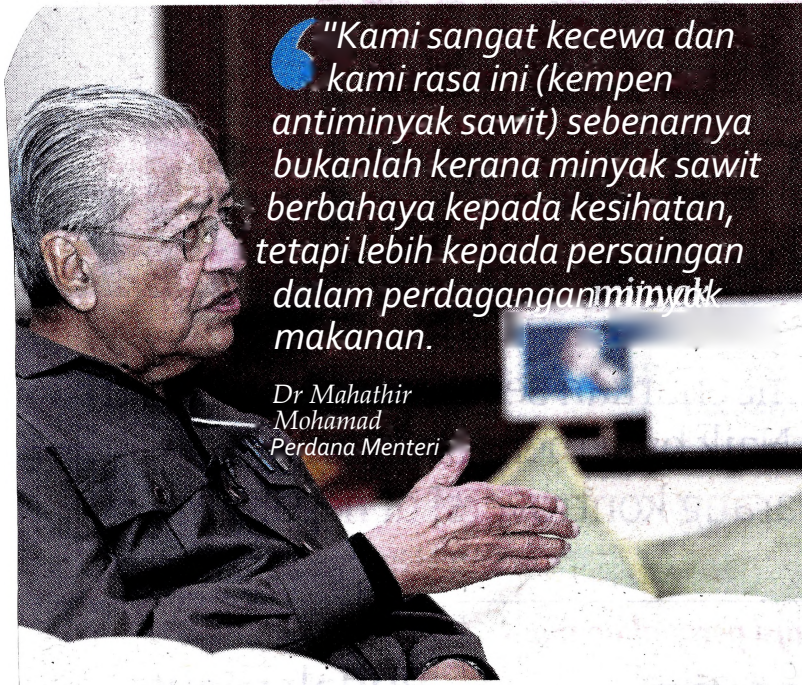 "Kami sangat kecewa dan
kami rasa ini (kempen
antiminyak sawit) sebenarnya
bukanlah kerana minyak sawit
berbahaya kepada kesihatan,
tetapi lebih kepada persaingan
dalam perdagangan minyak
makanan.
Dr Mahathir
Mohamad
Perdana Menteri